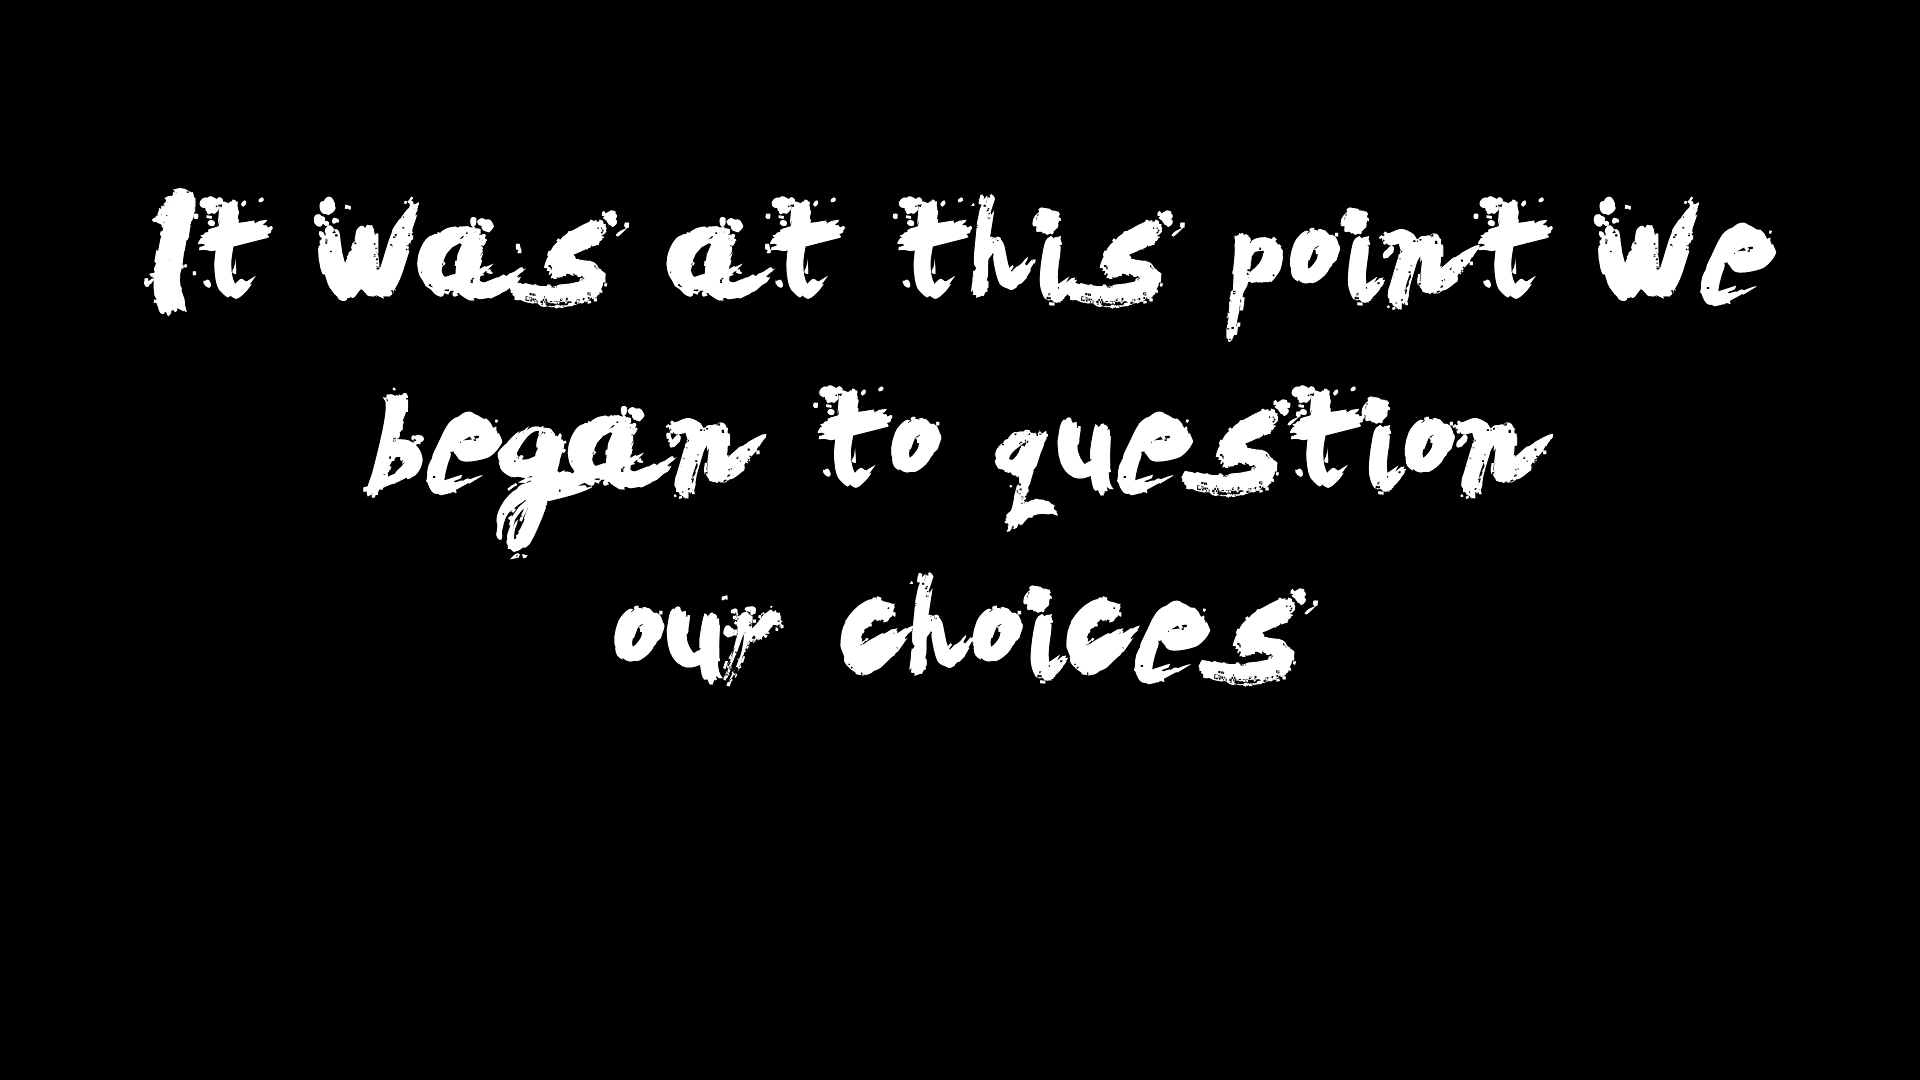 It was at this point we
began to question
our choices